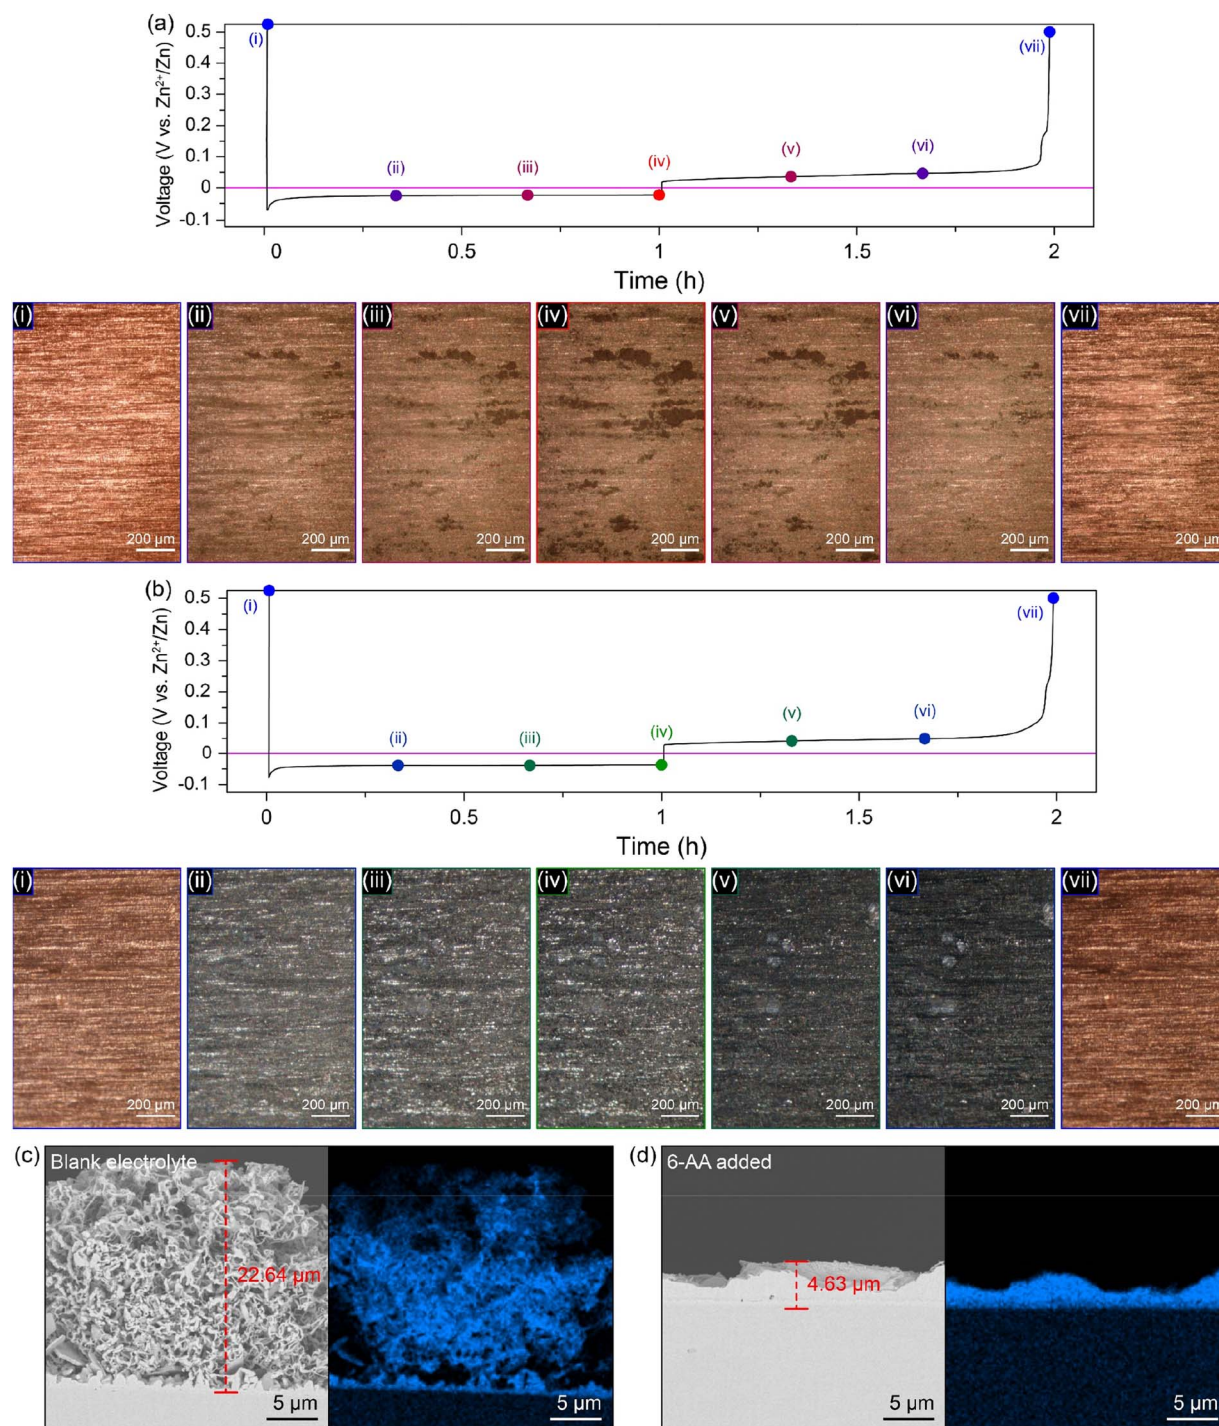 (a)
0.5
0.4
0.3
0.2
0.1
0
-0.1
Voltage (V vs. Zn²⁺/Zn)
(i)
(ii)
(iii)
(iv)
(v)
(vi)
(vii)
0
0.5
1
1.5
2
Time (h)
(i)
(ii)
(iii)
(iv)
(v)
(vi)
(vii)
200 µm
200 µm
200 µm
200 µm
200 µm
200 µm
200 µm
(b)
0.5
0.4
0.3
0.2
0.1
0
-0.1
Voltage (V vs. Zn²⁺/Zn)
(i)
(ii)
(iii)
(iv)
(v)
(vi)
(vii)
0
0.5
1
1.5
2
Time (h)
(i)
(ii)
(iii)
(iv)
(v)
(vi)
(vii)
200 µm
200 µm
200 µm
200 µm
200 µm
200 µm
200 µm
(c)
Blank electrolyte
22.64 µm
5 µm
5 µm
(d)
6-AA added
4.63 µm
5 µm
5 µm